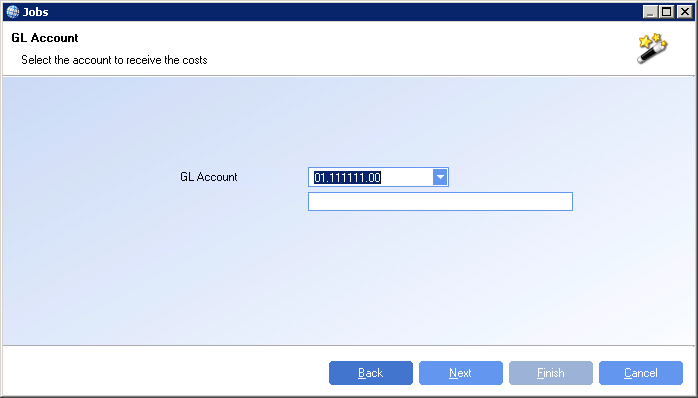 Jobs
GL Account
Select the account to receive the costs
GL Account
01.111111.00
Back
Next
Finish
Cancel